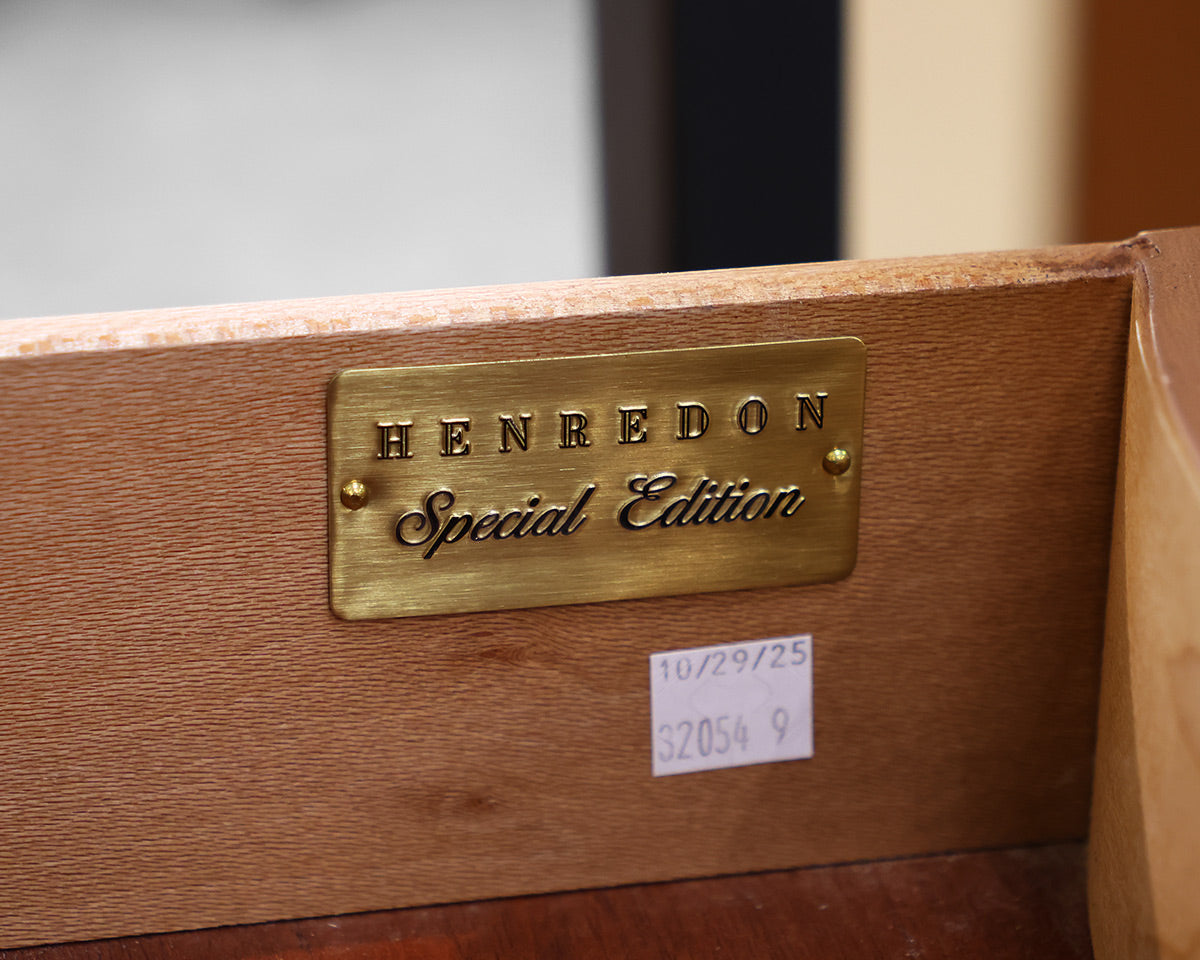 HENREDON
Special Edition
10/29/25
32054 9